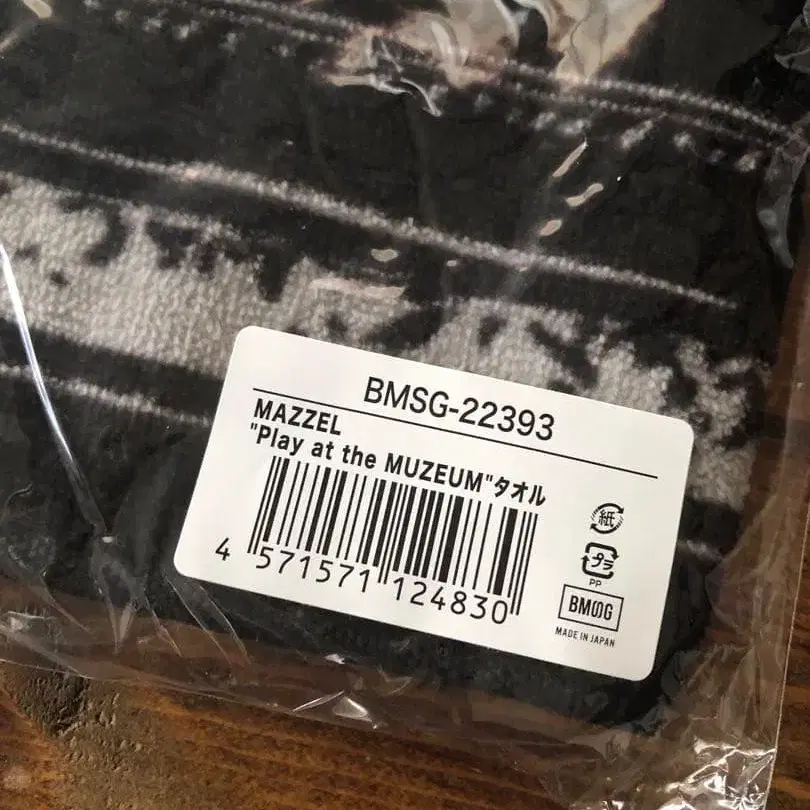 BMSG-22393
MAZZEL
"Play at the MUZEUM"タオル
4 571571 124830
紙
プラ
PP
BMSG
MADE IN JAPAN